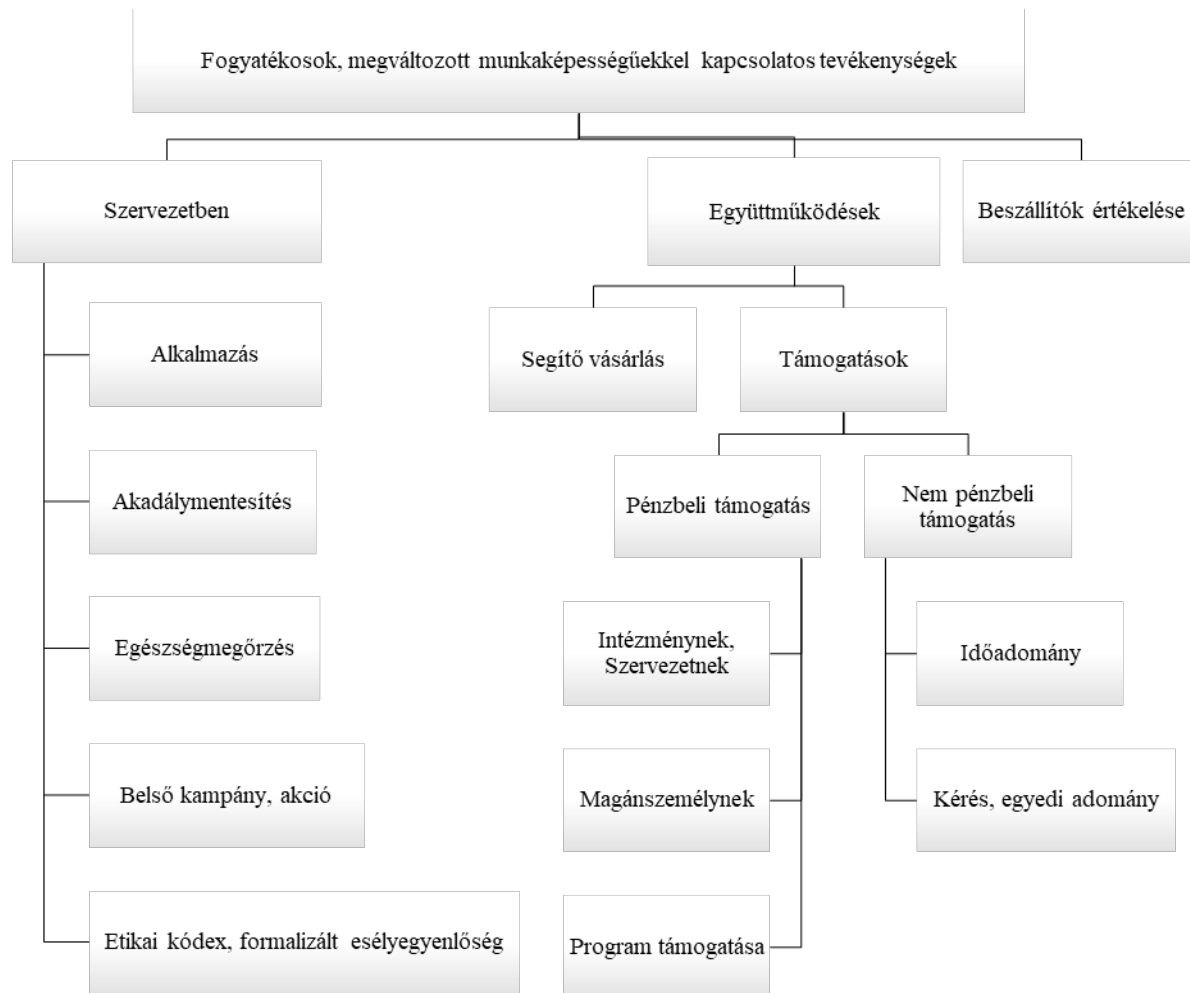 Fogyatékosok, megváltozott munkaképességűekkel kapcsolatos tevékenységek
Szervezetben
Együttműködések
Beszállítók értékelése
Alkalmazás
Segítő vásárlás
Támogatások
Akadálymentesítés
Pénzbeli támogatás
Nem pénzbeli
támogatás
Egészségmegőrzés
Intézménynek,
Szervezetnek
Időadomány
Belső kampány, akció
Magánszemélynek
Kérés, egyedi adomány
Etikai kódex, formalizált esélyegyenlőség
Program támogatása